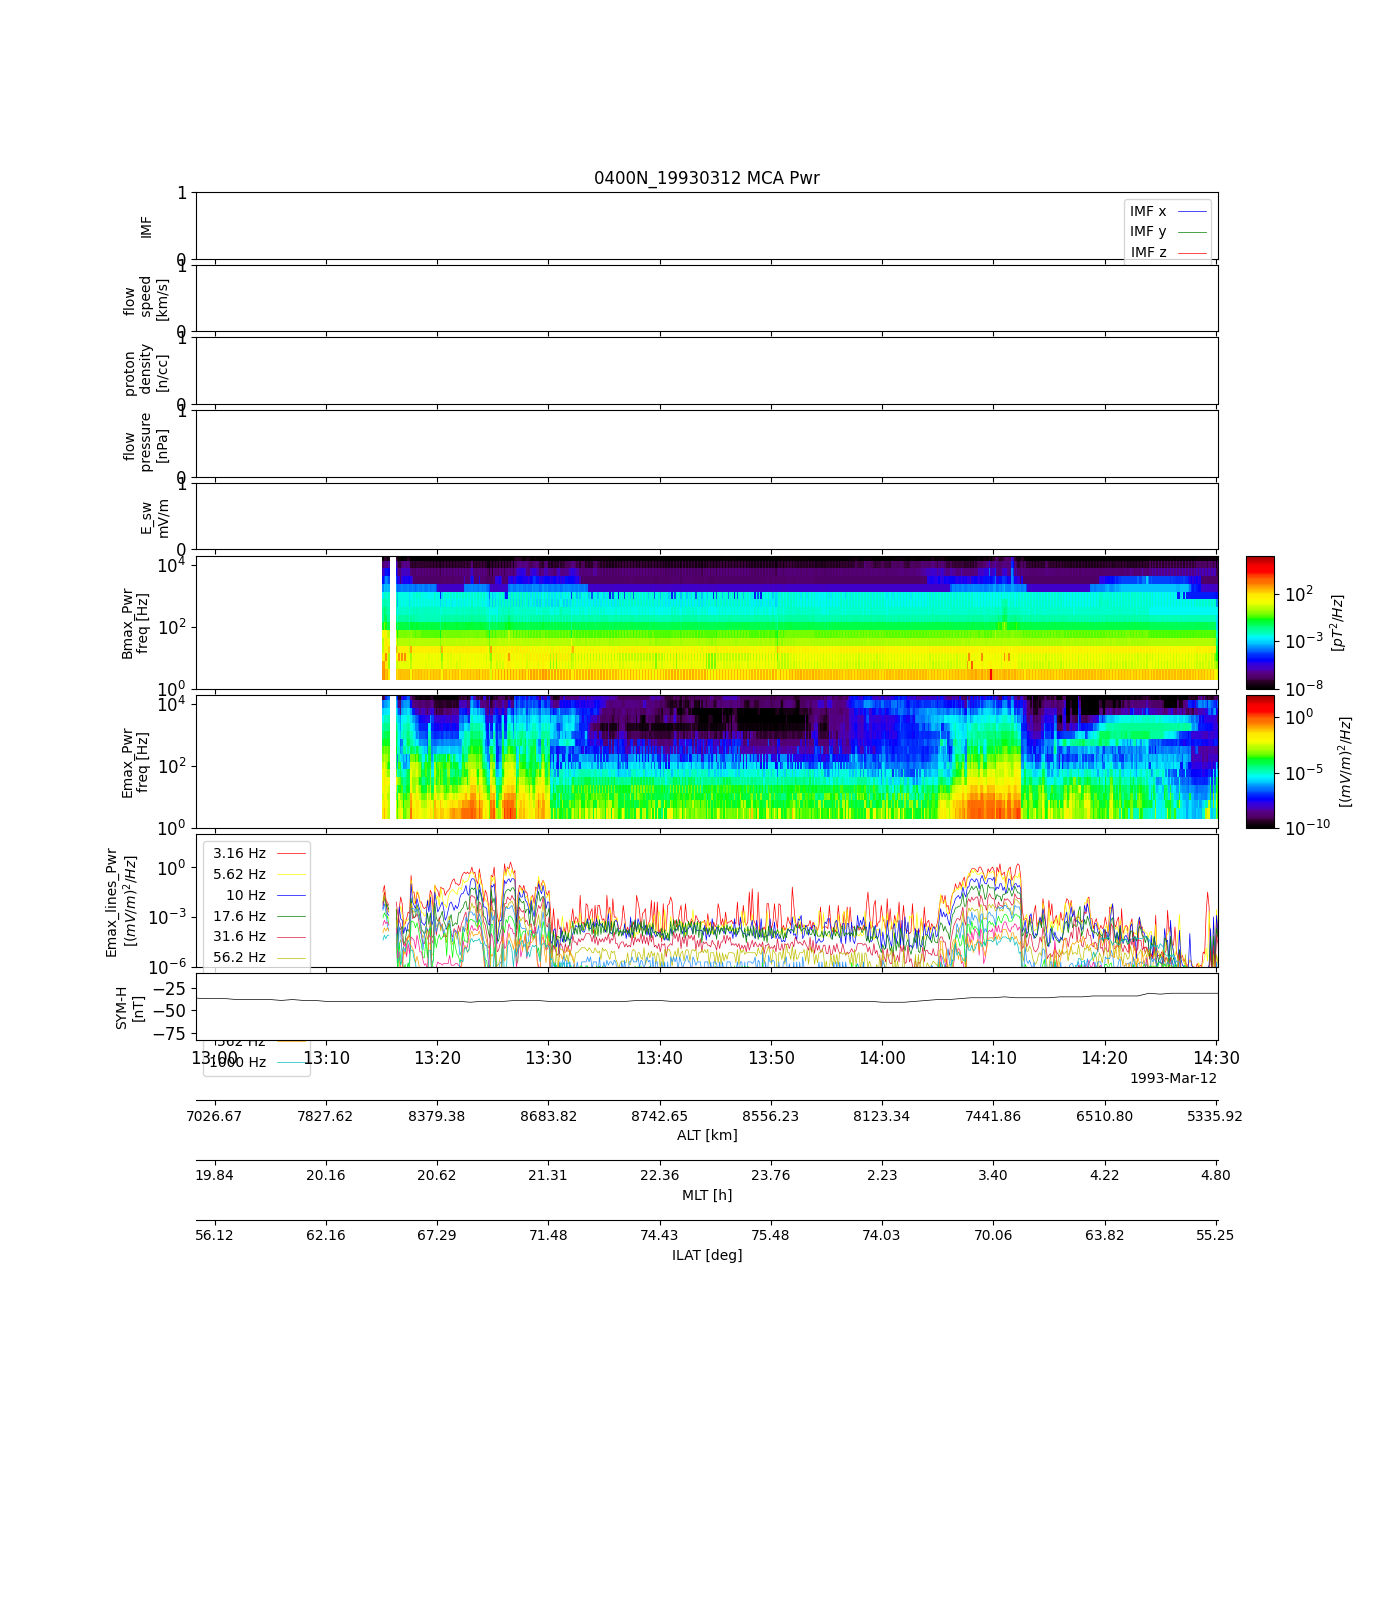 0400N_19930312 MCA Pwr
1
IMF
0
IMF x
IMF y
IMF z
1
flow
speed
[km/s]
0
1
proton
density
[n/cc]
0
1
flow
pressure
[nPa]
0
1
E_sw
mV/m
0
10^4
10^2
10^0
Bmax_Pwr
freq [Hz]
10^2
10^-3
10^-8
[pT^2/Hz]
10^4
10^2
10^0
Emax_Pwr
freq [Hz]
10^0
10^-5
10^-10
[(mV/m)^2/Hz]
10^0
10^-3
10^-6
Emax_lines_Pwr
[(mV/m)^2/Hz]
3.16 Hz
5.62 Hz
10 Hz
17.6 Hz
31.6 Hz
56.2 Hz
−25
−50
−75
SYM-H
[nT]
562 Hz
1000 Hz
13:00 13:10 13:20 13:30 13:40 13:50 14:00 14:10 14:20 14:30
1993-Mar-12
7026.67 7827.62 8379.38 8683.82 8742.65 8556.23 8123.34 7441.86 6510.80 5335.92
ALT [km]
19.84 20.16 20.62 21.31 22.36 23.76 2.23 3.40 4.22 4.80
MLT [h]
56.12 62.16 67.29 71.48 74.43 75.48 74.03 70.06 63.82 55.25
ILAT [deg]